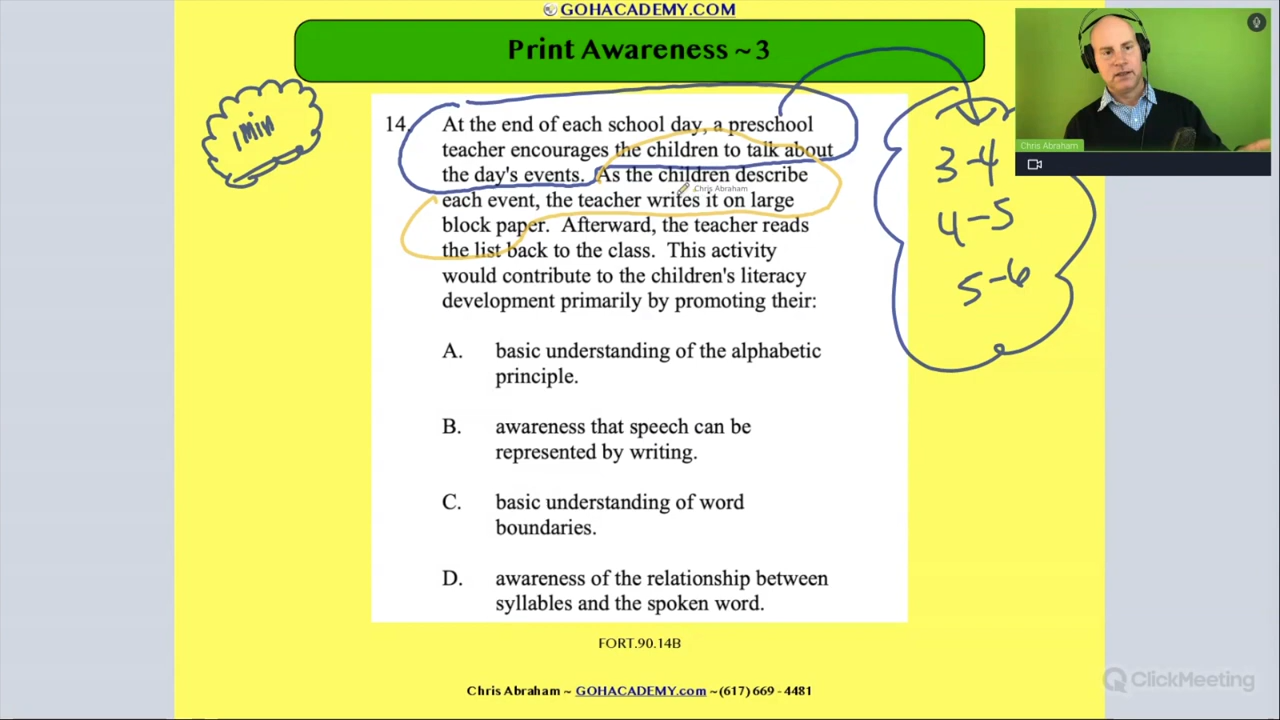 GOHACADEMY.COM
Print Awareness ~ 3
1 Min
14. At the end of each school day, a preschool
teacher encourages the children to talk about
the day's events. As the children describe
each event, the teacher writes it on large
block paper. Afterward, the teacher reads
the list back to the class. This activity
would contribute to the children's literacy
development primarily by promoting their:
A. basic understanding of the alphabetic
principle.
B. awareness that speech can be
represented by writing.
C. basic understanding of word
boundaries.
D. awareness of the relationship between
syllables and the spoken word.
3-4
4-5
5-6
Chris Abraham
Chris Abraham
FORT.90.14B
Chris Abraham ~ GOHACADEMY.com ~(617) 669 - 4481
ClickMeeting